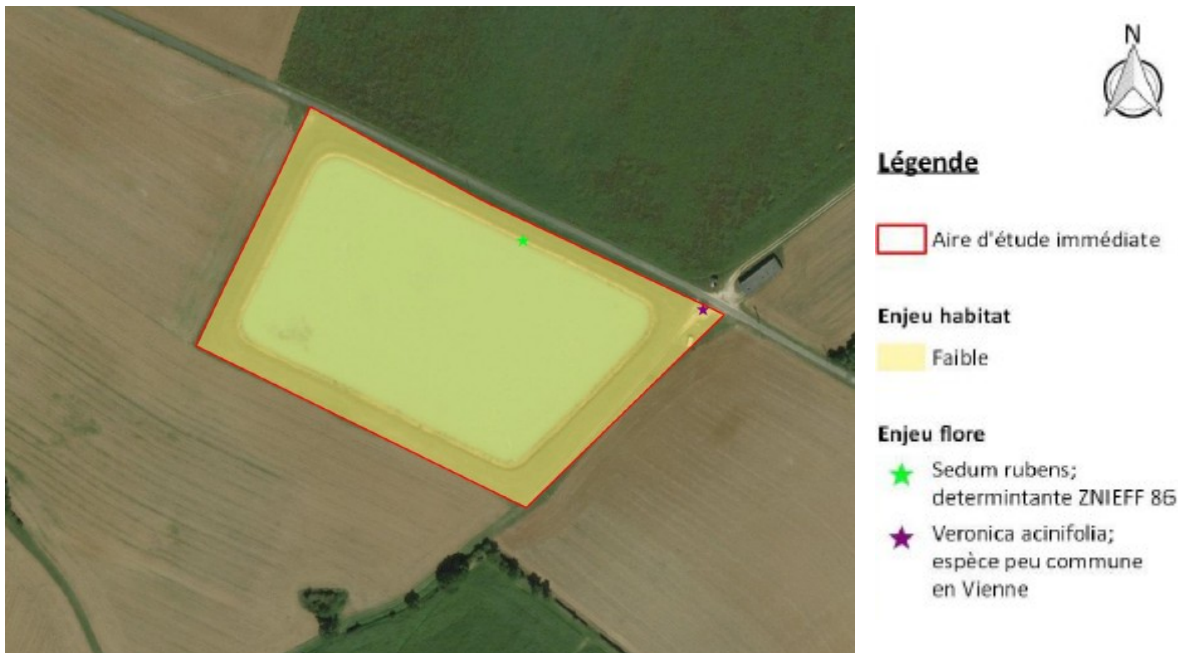 N
Légende
Aire d'étude immédiate
Enjeu habitat
Faible
Enjeu flore
Sedum rubens;
determintante ZNIEFF 86
Veronica acinifolia;
espèce peu commune
en Vienne